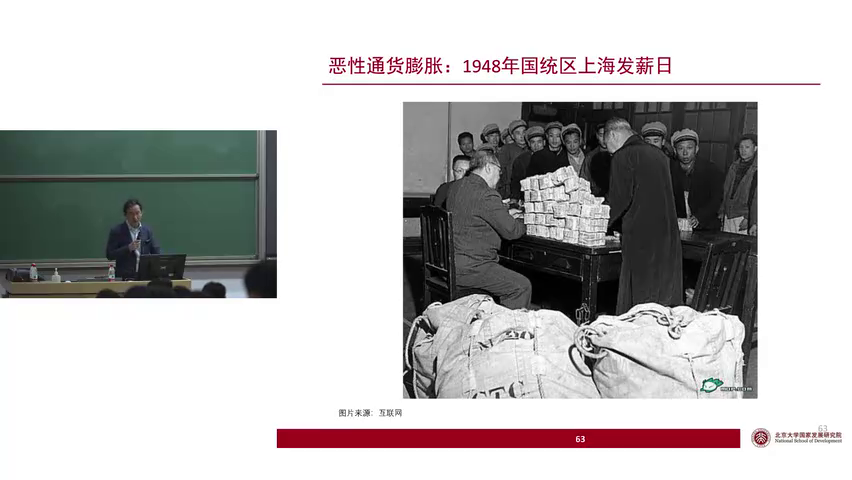 恶性通货膨胀：1948年国统区上海发薪日
图片来源：互联网
63
63
北京大学国家发展研究院
National School of Development